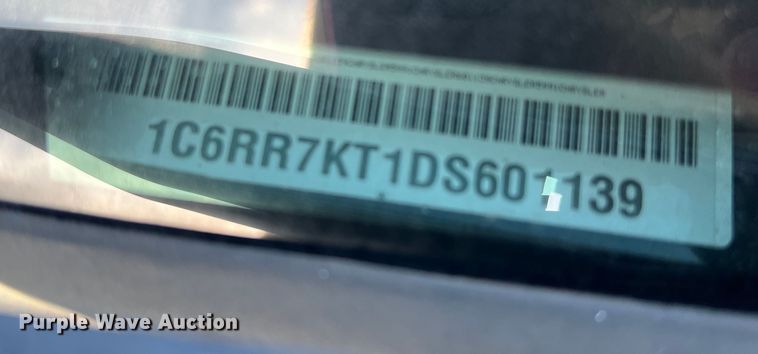 1C6RR7KT1DS601139
Purple Wave Auction